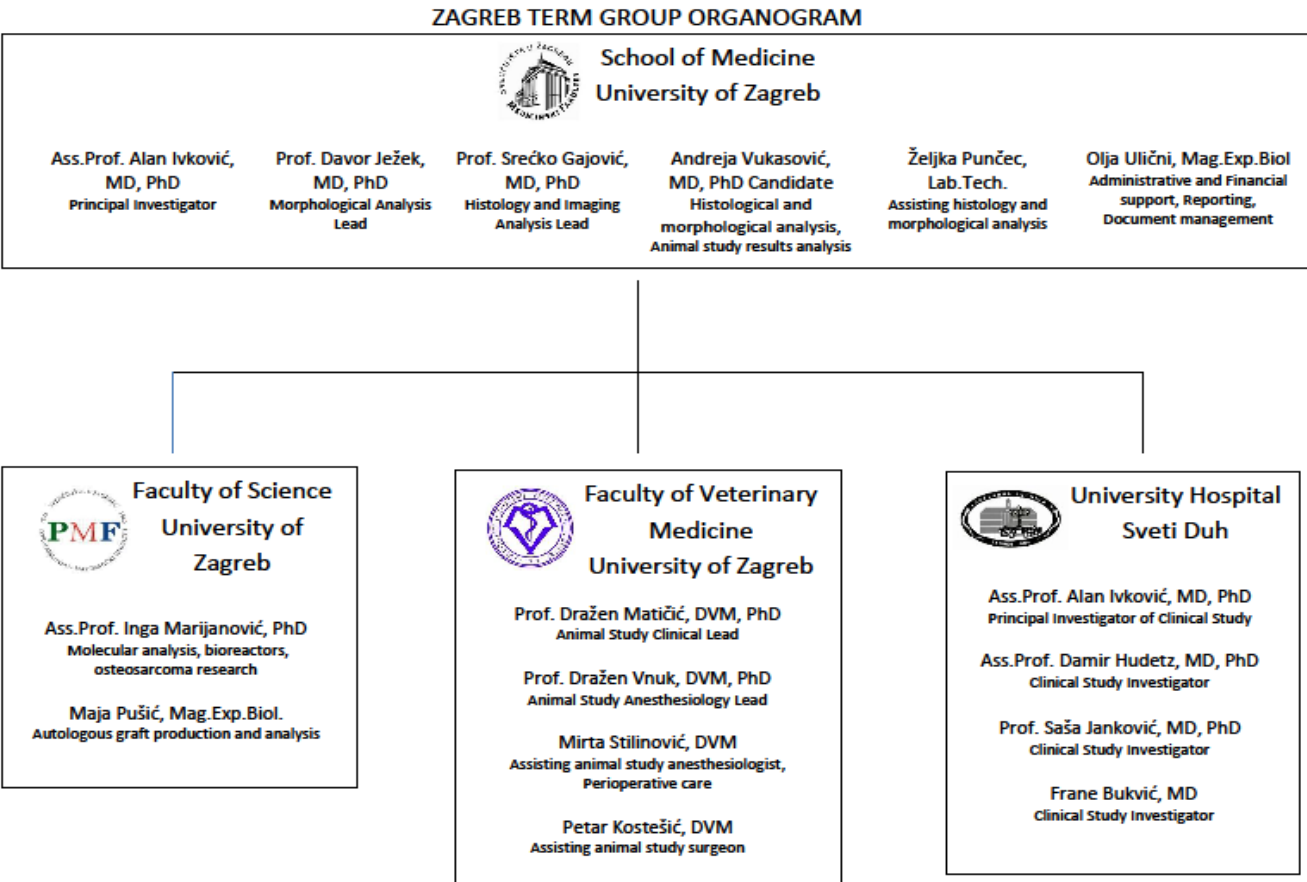 ZAGREB TERM GROUP ORGANOGRAM
School of Medicine
University of Zagreb
Ass.Prof. Alan Ivković,
MD, PhD
Principal Investigator
Prof. Davor Ježek,
MD, PhD
Morphological Analysis
Lead
Prof. Srećko Gajović,
MD, PhD
Histology and Imaging
Analysis Lead
Andreja Vukasović,
MD, PhD Candidate
Histological and
morphological analysis,
Animal study results analysis
Željka Punčec,
Lab.Tech.
Assisting histology and
morphological analysis
Olja Ulični, Mag.Exp.Biol
Administrative and Financial
support, Reporting,
Document management
PMF
Faculty of Science
University of
Zagreb
Ass.Prof. Inga Marijanović, PhD
Molecular analysis, bioreactors,
osteosarcoma research
Maja Pušić, Mag.Exp.Biol.
Autologous graft production and analysis
Faculty of Veterinary
Medicine
University of Zagreb
Prof. Dražen Matičić, DVM, PhD
Animal Study Clinical Lead
Prof. Dražen Vnuk, DVM, PhD
Animal Study Anesthesiology Lead
Mirta Stilinović, DVM
Assisting animal study anesthesiologist,
Perioperative care
Petar Kostešić, DVM
Assisting animal study surgeon
University Hospital
Sveti Duh
Ass.Prof. Alan Ivković, MD, PhD
Principal Investigator of Clinical Study
Ass.Prof. Damir Hudetz, MD, PhD
Clinical Study Investigator
Prof. Saša Janković, MD, PhD
Clinical Study Investigator
Frane Bukvić, MD
Clinical Study Investigator